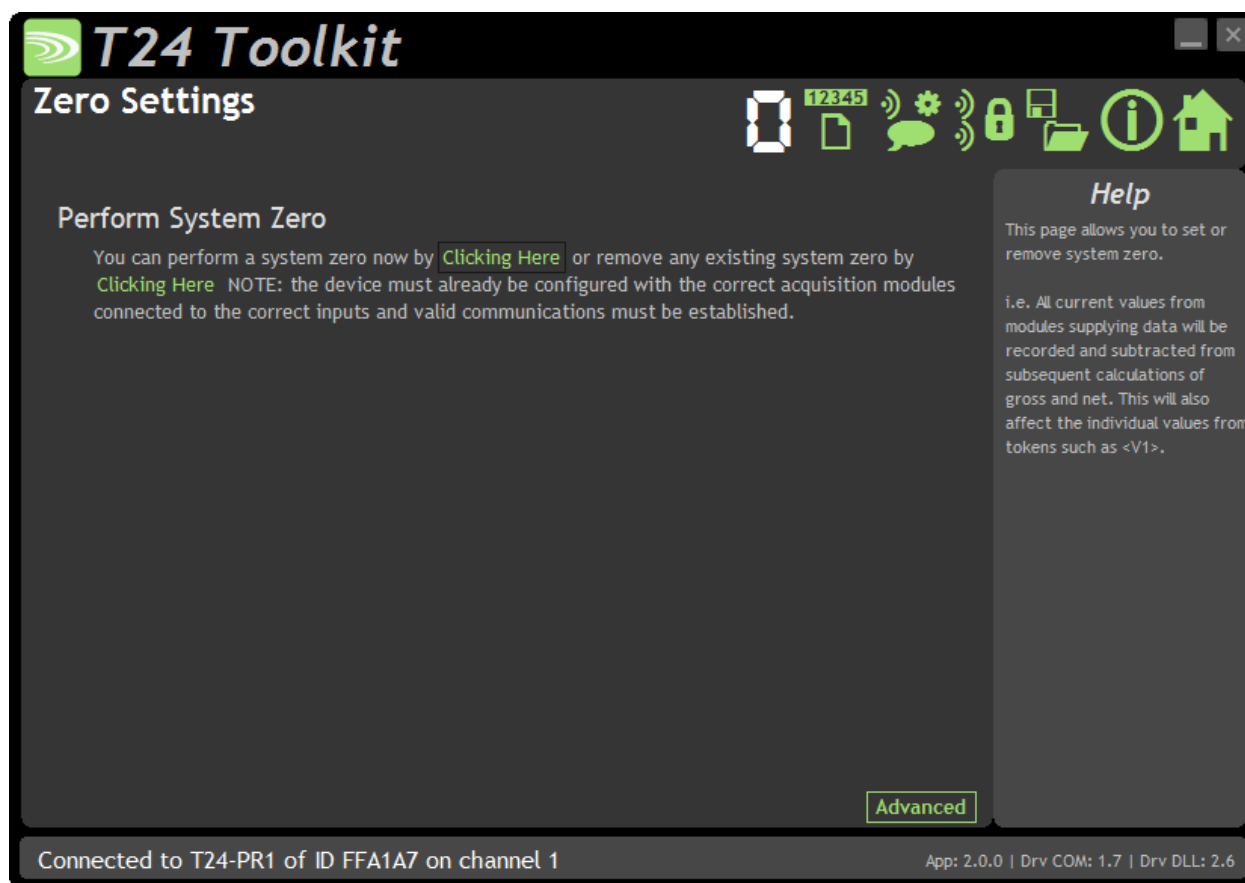 T24 Toolkit
Zero Settings
0
12345
Perform System Zero
You can perform a system zero now by Clicking Here or remove any existing system zero by
Clicking Here NOTE: the device must already be configured with the correct acquisition modules
connected to the correct inputs and valid communications must be established.
Advanced
Help
This page allows you to set or
remove system zero.
i.e. All current values from
modules supplying data will be
recorded and subtracted from
subsequent calculations of
gross and net. This will also
affect the individual values from
tokens such as <V1>.
Connected to T24-PR1 of ID FFA1A7 on channel 1
App: 2.0.0 | Drv COM: 1.7 | Drv DLL: 2.6